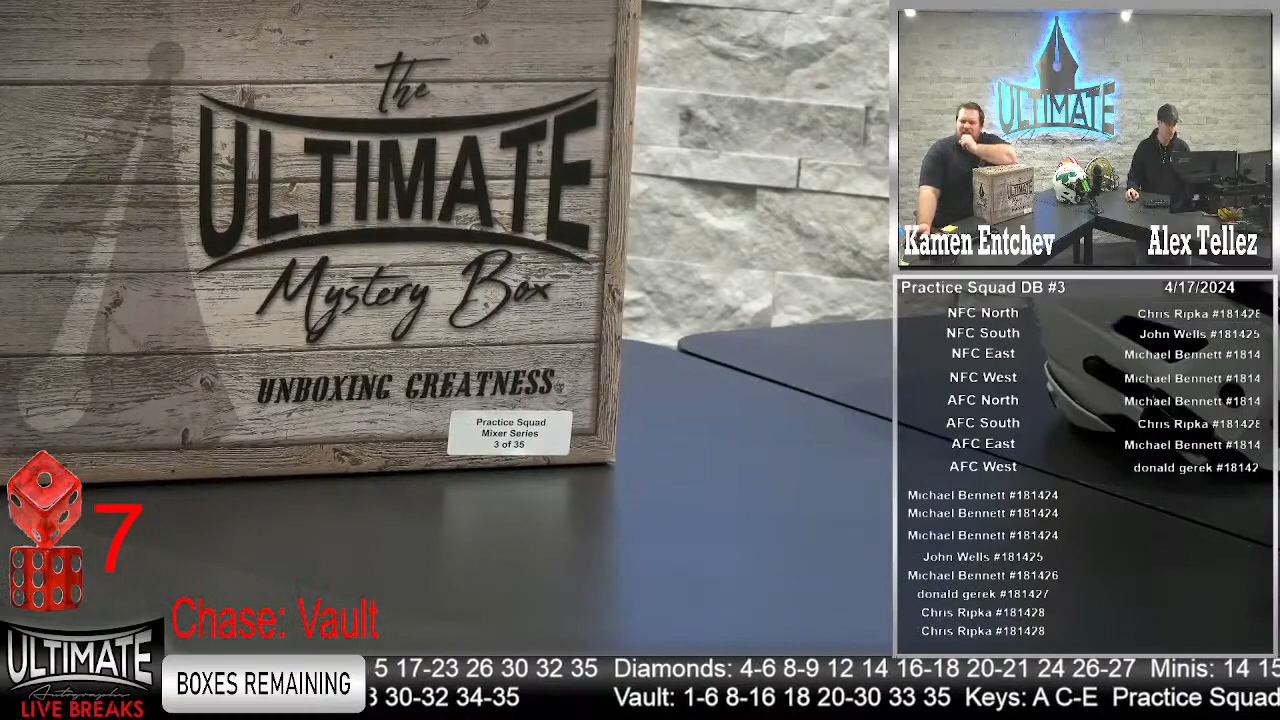 The
ULTIMATE
Mystery Box
UNBOXING GREATNESS
Practice Squad
Mixer Series
3 of 35
7
Chase: Vault
ULTIMATE
Autographs
LIVE BREAKS
BOXES REMAINING
5 17-23 26 30 32 35 Diamonds: 4-6 8-9 12 14 16-18 20-21 24 26-27 Minis: 14 15
30-32 34-35 Vault: 1-6 8-16 18 20-30 33 35 Keys: A C-E Practice Squad
ULTIMATE
ULTIMATE
Kamen Entchev Alex Tellez
Practice Squad DB #3 4/17/2024
NFC North Chris Ripka #181428
NFC South John Wells #181425
NFC East Michael Bennett #1814
NFC West Michael Bennett #1814
AFC North Michael Bennett #1814
AFC South Chris Ripka #181428
AFC East Michael Bennett #1814
AFC West donald gerek #18142
Michael Bennett #181424
Michael Bennett #181424
Michael Bennett #181424
John Wells #181425
Michael Bennett #181426
donald gerek #181427
Chris Ripka #181428
Chris Ripka #181428